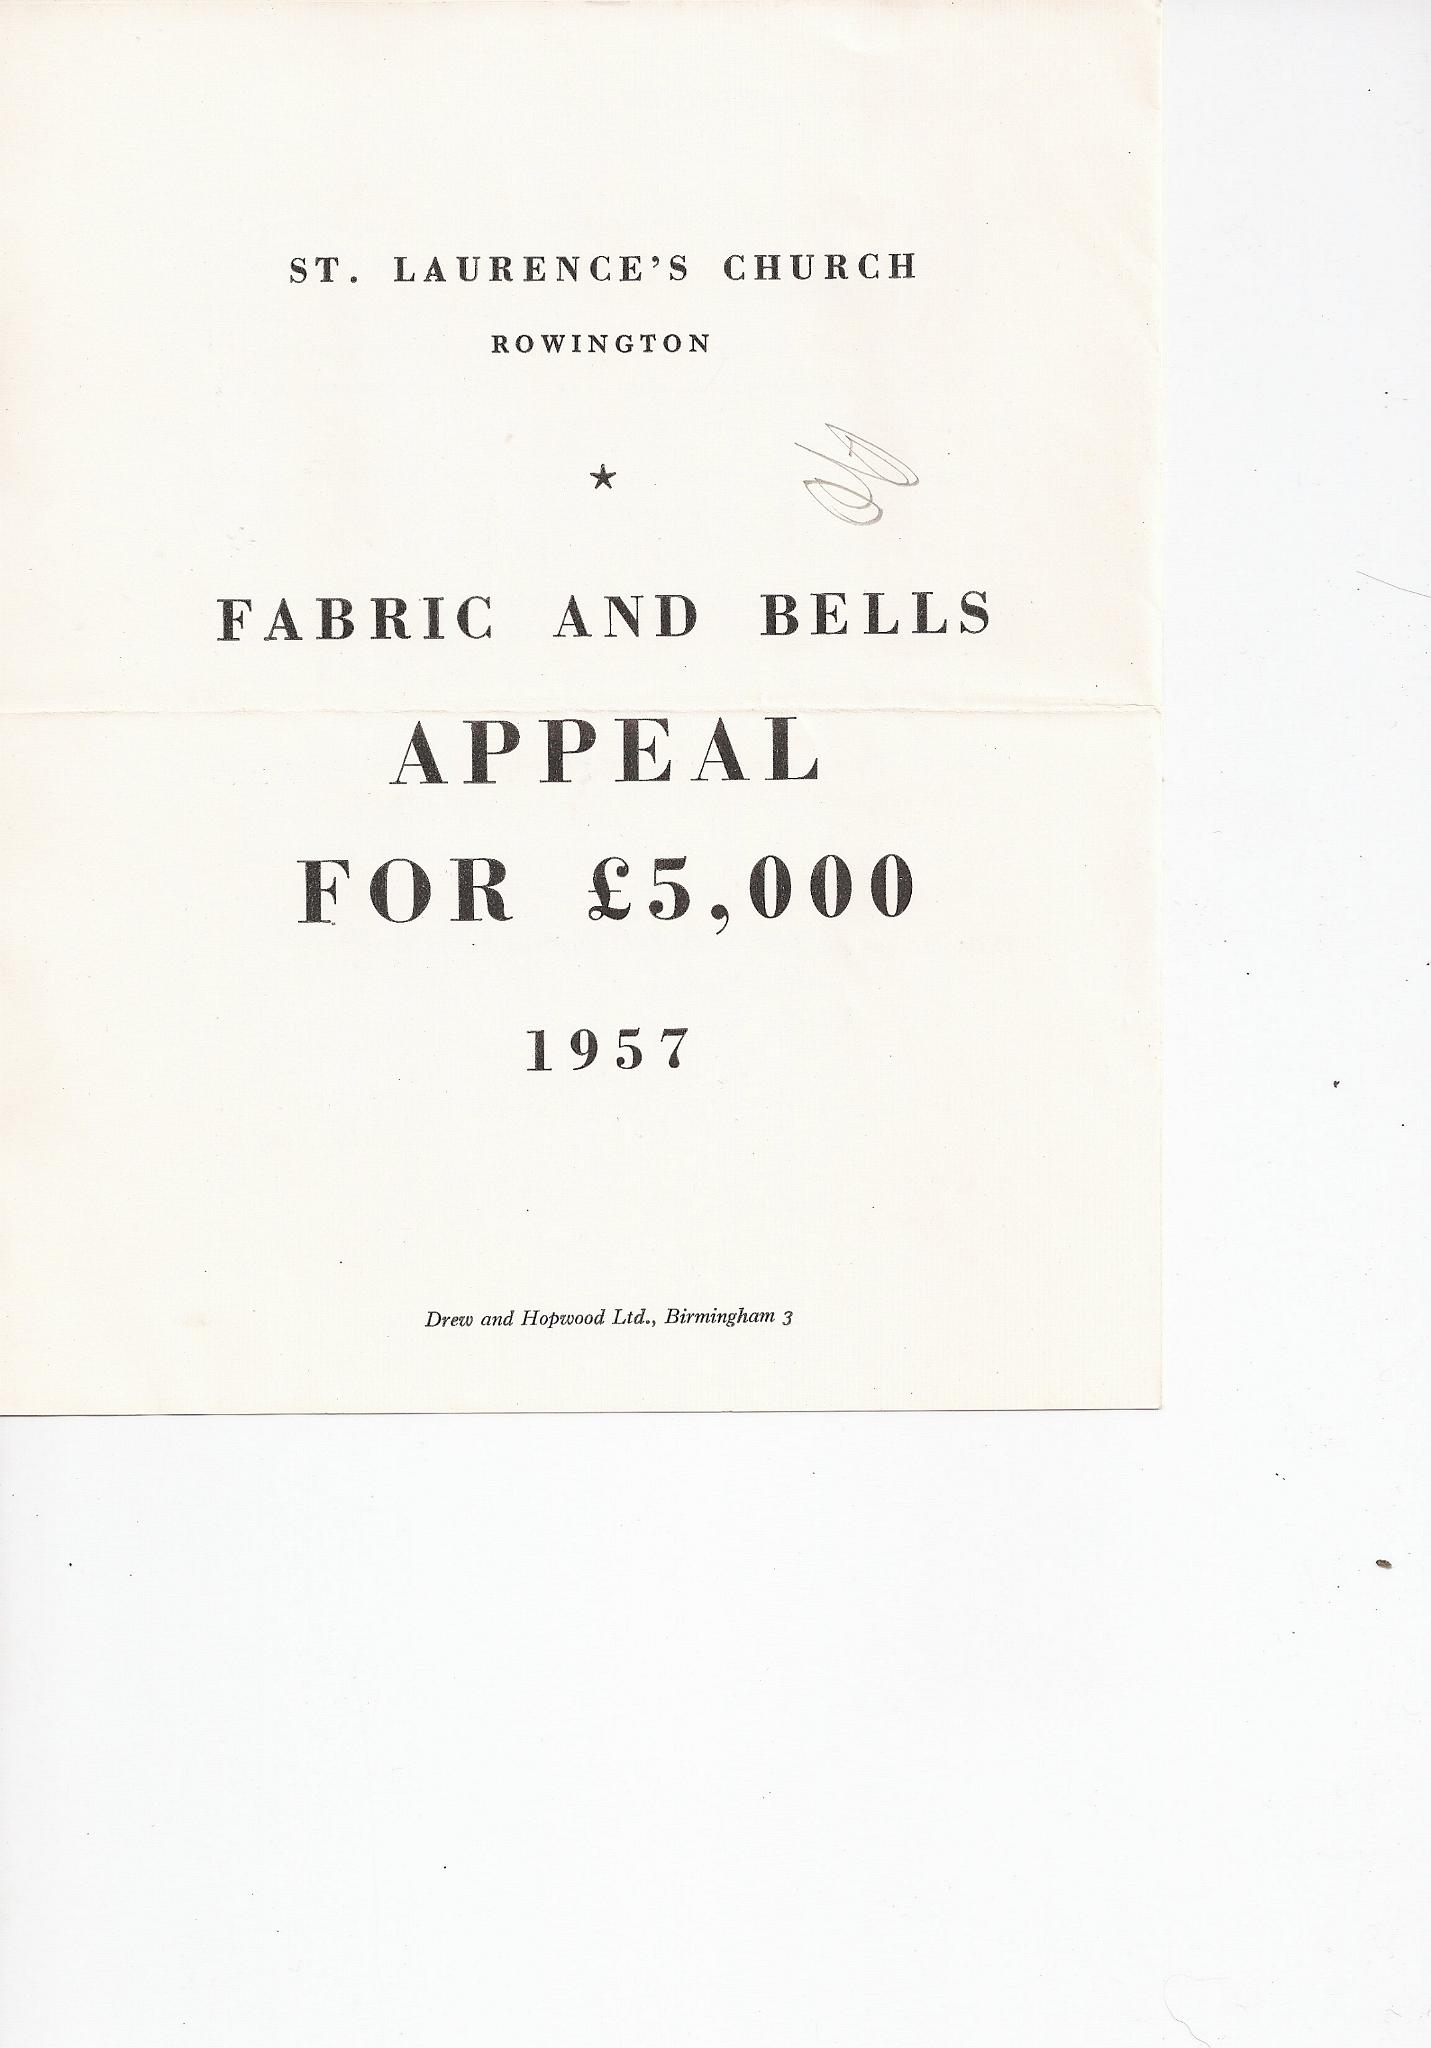 ST. LAURENCE'S CHURCH
ROWINGTON
★
FABRIC AND BELLS
APPEAL
FOR £5,000
1957
Drew and Hopwood Ltd., Birmingham 3